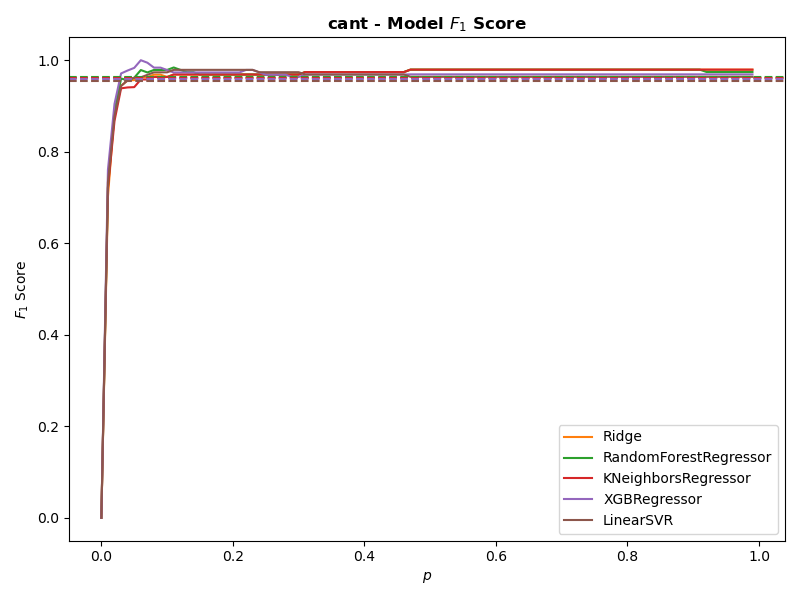 cant - Model F1 Score
F1 Score
1.0
0.8
0.6
0.4
0.2
0.0
0.0 0.2 0.4 0.6 0.8 1.0
p
Ridge
RandomForestRegressor
KNeighborsRegressor
XGBRegressor
LinearSVR